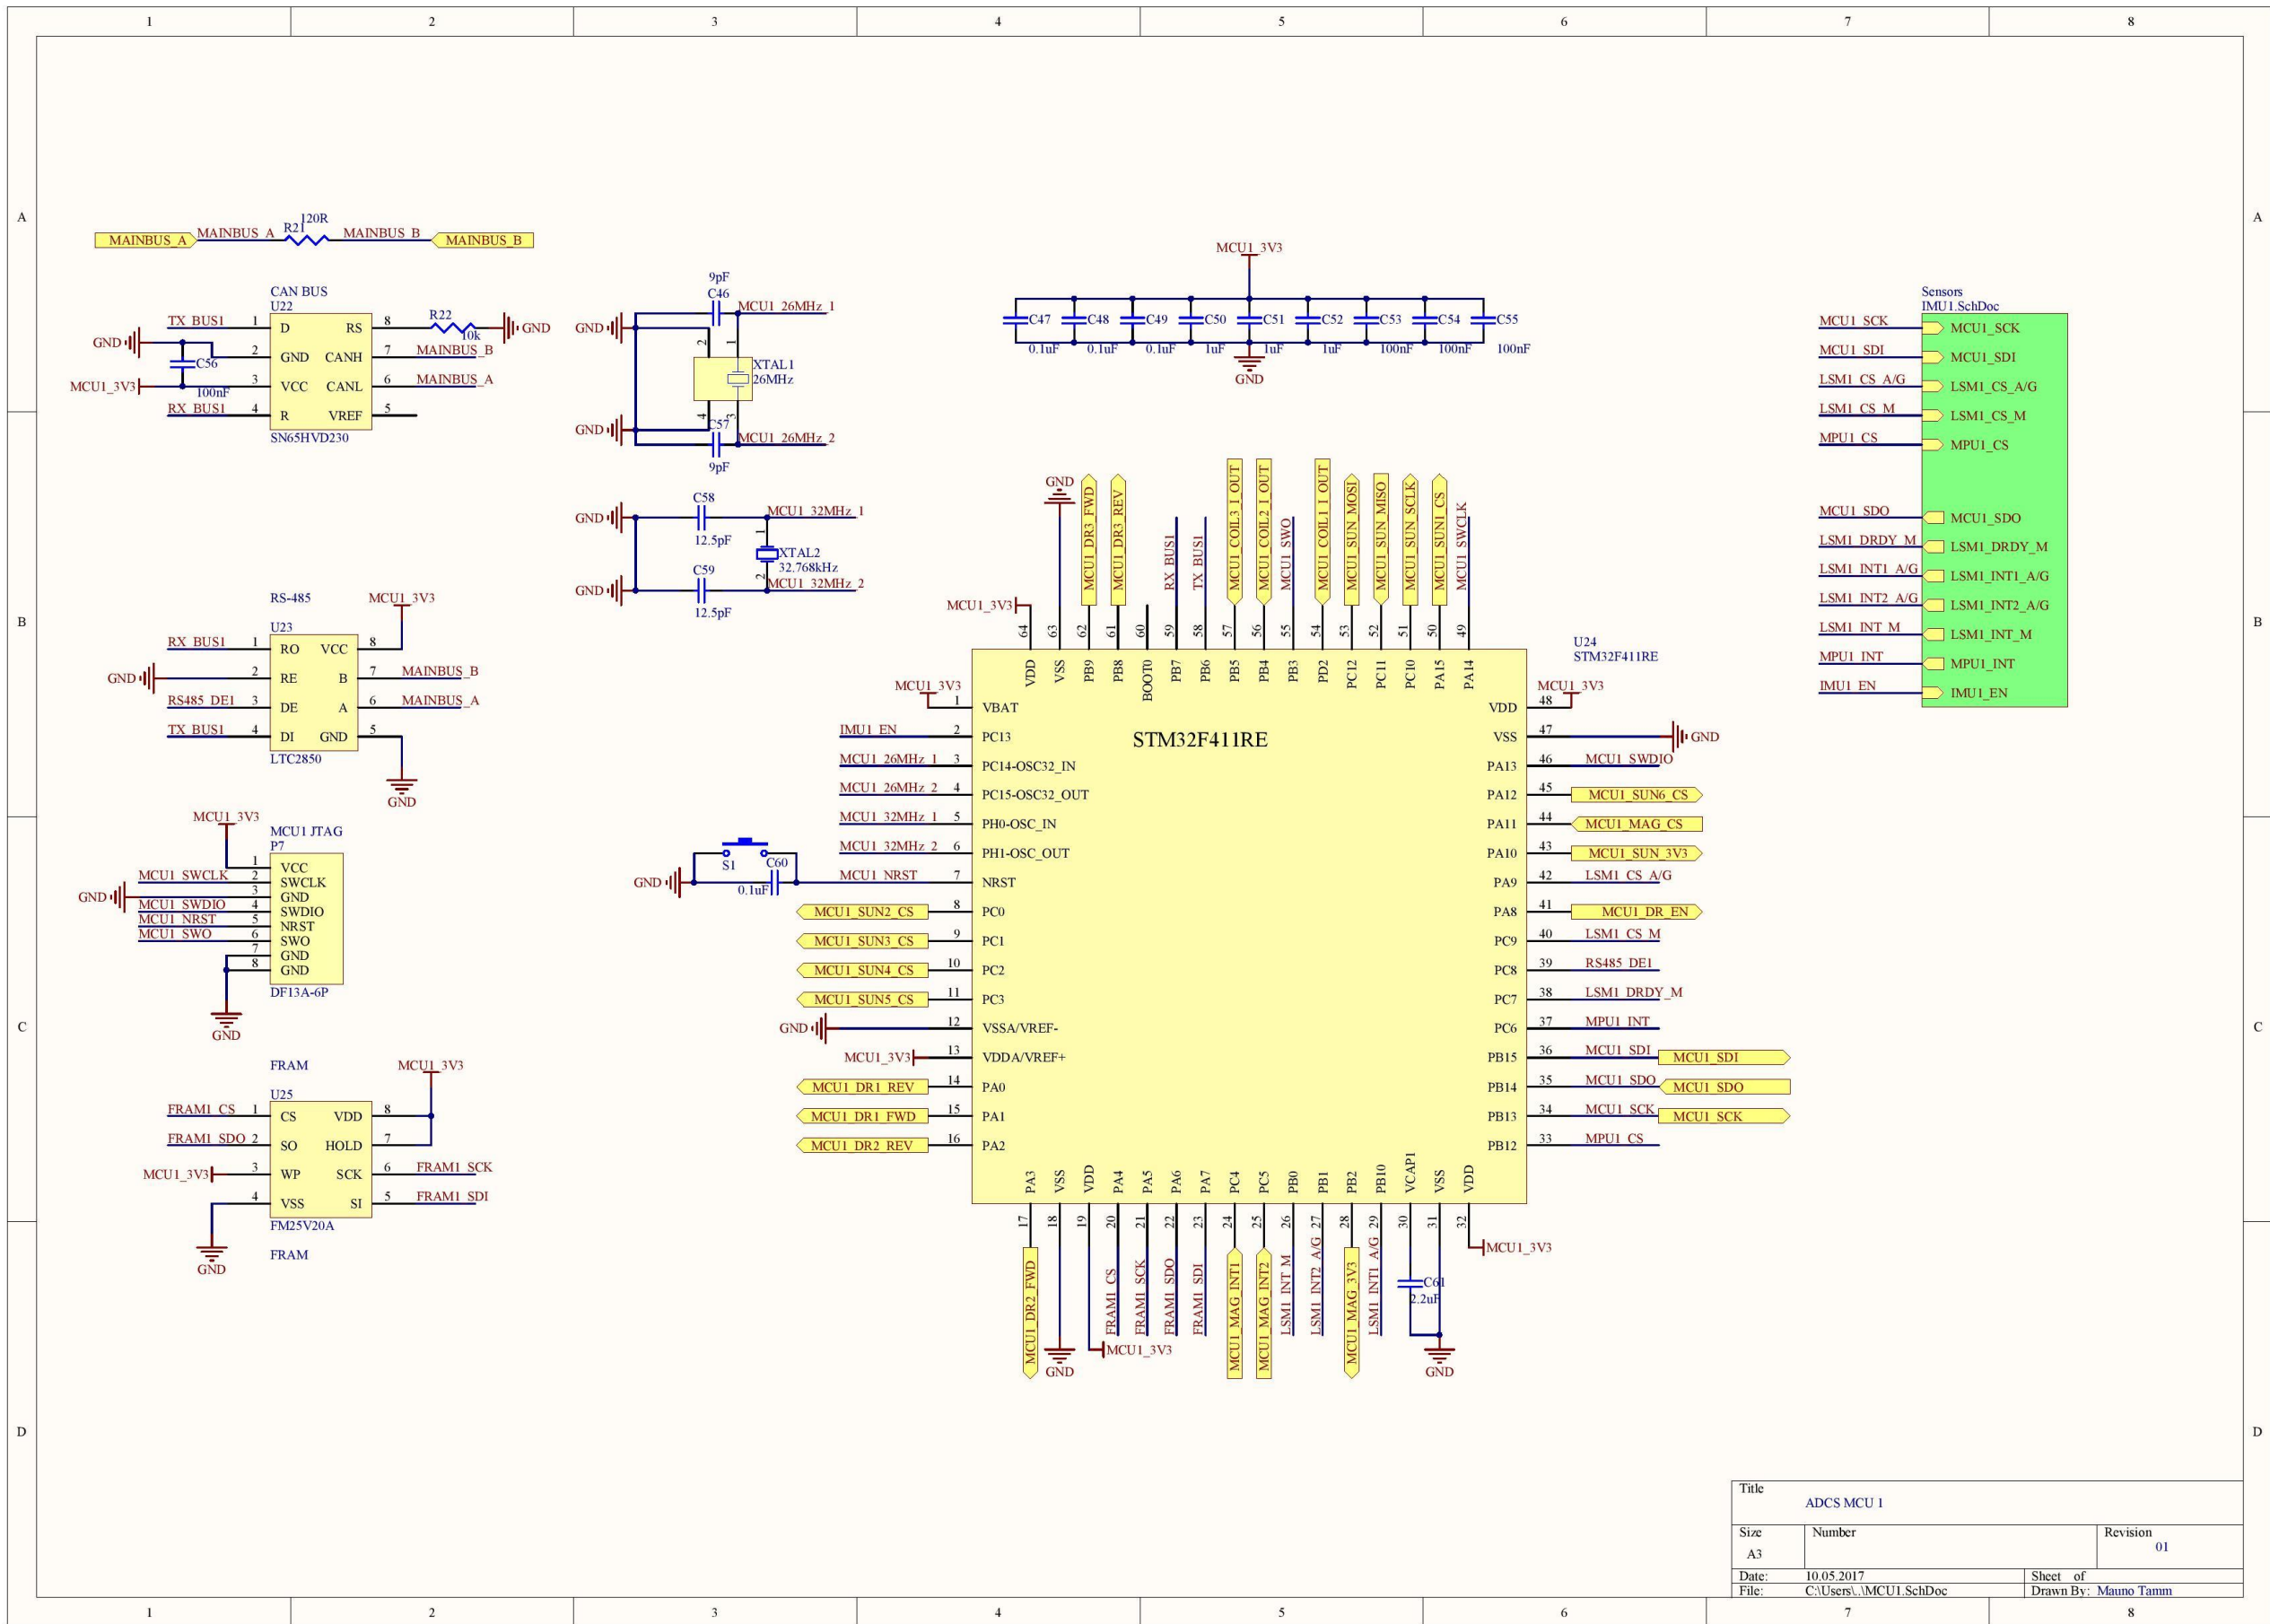 1 2 3 4 5 6 7 8
A A
B B
C C
D D
120R
R21
MAINBUS_A MAINBUS_A MAINBUS_B MAINBUS_B
CAN BUS
U22
TX_BUS1 1 D RS 8 R22 10k GND
GND 2 GND CANH 7 MAINBUS_B
C56
100nF
MCU1_3V3 3 VCC CANL 6 MAINBUS_A
RX_BUS1 4 R VREF 5
SN65HVD230
RS-485
MCU1_3V3
U23
RX_BUS1 1 RO VCC 8
GND 2 RE B 7 MAINBUS_B
RS485_DE1 3 DE A 6 MAINBUS_A
TX_BUS1 4 DI GND 5
LTC2850
GND
MCU1_3V3
MCU1 JTAG
P7
1 VCC
MCU1_SWCLK 2 SWCLK
GND 3 GND
MCU1_SWDIO 4 SWDIO
MCU1_NRST 5 NRST
MCU1_SWO 6 SWO
7 GND
8 GND
DF13A-6P
GND
FRAM
MCU1_3V3
U25
FRAM1_CS 1 CS VDD 8
FRAM1_SDO 2 SO HOLD 7
MCU1_3V3 3 WP SCK 6 FRAM1_SCK
4 VSS SI 5 FRAM1_SDI
FM25V20A
GND
FRAM
9pF
C46
MCU1_26MHz_1
GND
2 1
XTAL1
26MHz
4 3
GND
C57
MCU1_26MHz_2
9pF
C58
GND MCU1_32MHz_1
12.5pF
1
XTAL2
32.768kHz
2
C59
GND MCU1_32MHz_2
12.5pF
MCU1_3V3
C47 C48 C49 C50 C51 C52 C53 C54 C55
0.1uF 0.1uF 0.1uF 1uF 1uF 1uF 100nF 100nF 100nF
GND
U24
STM32F411RE
STM32F411RE
MCU1_3V3 64 VDD
GND 63 VSS
MCU1_DR3_FWD 62 PB9
MCU1_DR3_REV 61 PB8
60 BOOT0
RX_BUS1 59 PB7
TX_BUS1 58 PB6
MCU1_COIL3_I_OUT 57 PB5
MCU1_COIL2_I_OUT 56 PB4
MCU1_SWO 55 PB3
MCU1_COIL1_I_OUT 54 PD2
MCU1_SUN_MOSI 53 PC12
MCU1_SUN_MISO 52 PC11
MCU1_SUN_SCLK 51 PC10
MCU1_SUN1_CS 50 PA15
MCU1_SWCLK 49 PA14
MCU1_3V3 1 VBAT
IMU1_EN 2 PC13
MCU1_26MHz_1 3 PC14-OSC32_IN
MCU1_26MHz_2 4 PC15-OSC32_OUT
MCU1_32MHz_1 5 PH0-OSC_IN
MCU1_32MHz_2 6 PH1-OSC_OUT
S1 C60
GND 0.1uF MCU1_NRST 7 NRST
MCU1_SUN2_CS 8 PC0
MCU1_SUN3_CS 9 PC1
MCU1_SUN4_CS 10 PC2
MCU1_SUN5_CS 11 PC3
GND 12 VSSA/VREF-
MCU1_3V3 13 VDDA/VREF+
MCU1_DR1_REV 14 PA0
MCU1_DR1_FWD 15 PA1
MCU1_DR2_REV 16 PA2
MCU1_3V3
VDD 48
VSS 47 GND
PA13 46 MCU1_SWDIO
PA12 45 MCU1_SUN6_CS
PA11 44 MCU1_MAG_CS
PA10 43 MCU1_SUN_3V3
PA9 42 LSM1_CS_A/G
PA8 41 MCU1_DR_EN
PC9 40 LSM1_CS_M
PC8 39 RS485_DE1
PC7 38 LSM1_DRDY_M
PC6 37 MPU1_INT
PB15 36 MCU1_SDI MCU1_SDI
PB14 35 MCU1_SDO MCU1_SDO
PB13 34 MCU1_SCK MCU1_SCK
PB12 33 MPU1_CS
PA3 17 MCU1_DR2_FWD
VSS 18 GND
VDD 19 MCU1_3V3
PA4 20 FRAM1_CS
PA5 21 FRAM1_SCK
PA6 22 FRAM1_SDO
PA7 23 FRAM1_SDI
PC4 24 MCU1_MAG_INT1
PC5 25 MCU1_MAG_INT2
PB0 26 LSM1_INT_M
PB1 27 LSM1_INT2_A/G
PB2 28 MCU1_MAG_3V3
PB10 29 LSM1_INT1_A/G
VCAP1 30 C61 2.2uF
VSS 31 GND
VDD 32 MCU1_3V3
Sensors
IMU1.SchDoc
MCU1_SCK MCU1_SCK
MCU1_SDI MCU1_SDI
LSM1_CS_A/G LSM1_CS_A/G
LSM1_CS_M LSM1_CS_M
MPU1_CS MPU1_CS
MCU1_SDO MCU1_SDO
LSM1_DRDY_M LSM1_DRDY_M
LSM1_INT1_A/G LSM1_INT1_A/G
LSM1_INT2_A/G LSM1_INT2_A/G
LSM1_INT_M LSM1_INT_M
MPU1_INT MPU1_INT
IMU1_EN IMU1_EN
Title
ADCS MCU 1
Size Number Revision
A3 01
Date: 10.05.2017 Sheet of
File: C:\Users\..\MCU1.SchDoc Drawn By: Mauno Tamm
1 2 3 4 5 6 7 8